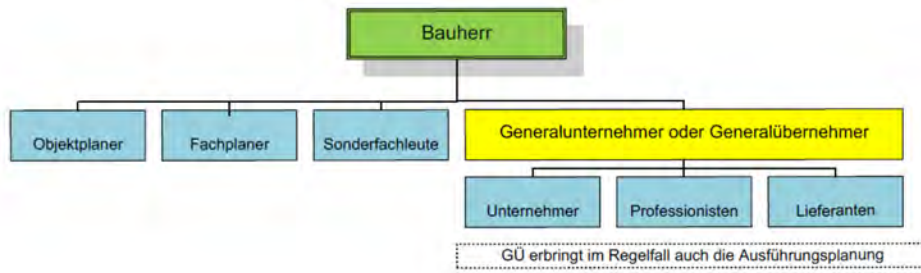 Bauherr
Objektplaner
Fachplaner
Sonderfachleute
Generalunternehmer oder Generalübernehmer
Unternehmer
Professionisten
Lieferanten
GÜ erbringt im Regelfall auch die Ausführungsplanung